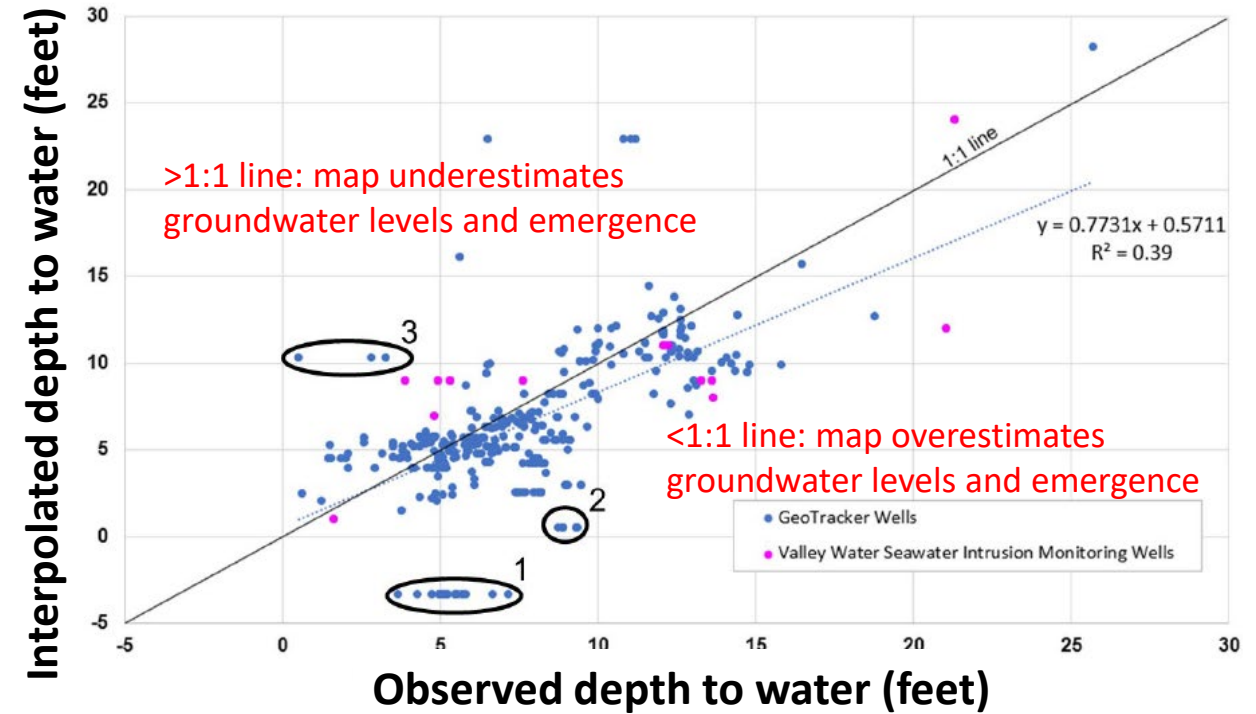 Interpolated depth to water (feet)
30
25
20
15
10
5
0
-5
>1:1 line: map underestimates
groundwater levels and emergence
1:1 line
y = 0.7731x + 0.5711
R² = 0.39
3
<1:1 line: map overestimates
groundwater levels and emergence
2
GeoTracker Wells
Valley Water Seawater Intrusion Monitoring Wells
1
-5 0 5 10 15 20 25 30
Observed depth to water (feet)